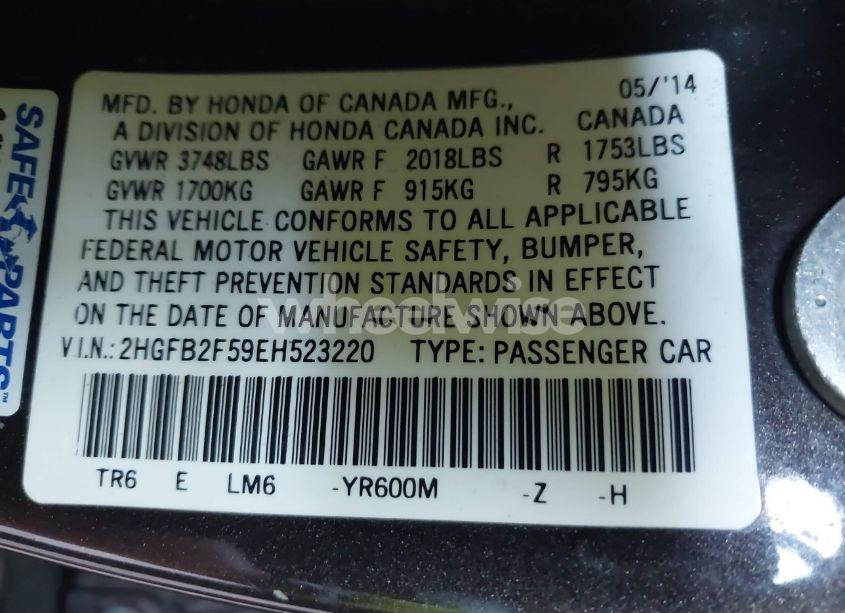 05/'14
MFD. BY HONDA OF CANADA MFG.,
A DIVISION OF HONDA CANADA INC. CANADA
GVWR 3748LBS GAWR F 2018LBS R 1753LBS
GVWR 1700KG GAWR F 915KG R 795KG
THIS VEHICLE CONFORMS TO ALL APPLICABLE
FEDERAL MOTOR VEHICLE SAFETY, BUMPER,
AND THEFT PREVENTION STANDARDS IN EFFECT
ON THE DATE OF MANUFACTURE SHOWN ABOVE.
V.I.N.: 2HGFB2F59EH523220 TYPE: PASSENGER CAR
TR6 E LM6 -YR600M -Z -H
SAFE PARTS™
wheelwise